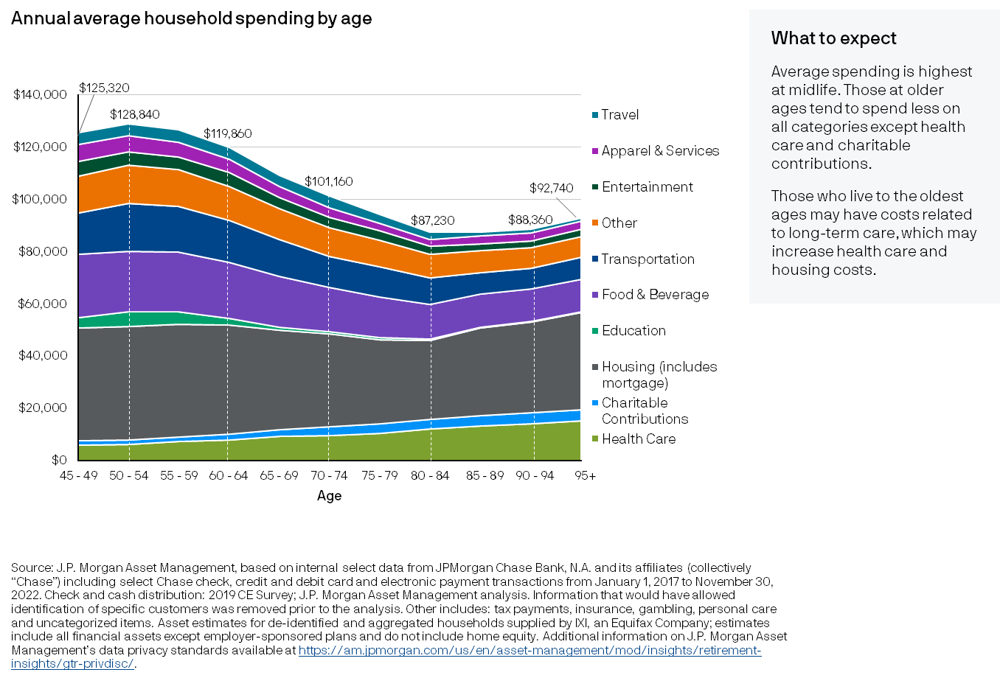 Annual average household spending by age
What to expect
Average spending is highest
at midlife. Those at older
ages tend to spend less on
all categories except health
care and charitable
contributions.
Those who live to the oldest
ages may have costs related
to long-term care, which may
increase health care and
housing costs.
$140,000
$120,000
$100,000
$80,000
$60,000
$40,000
$20,000
$0
$125,320
$128,840
$119,860
$101,160
$87,230
$88,360
$92,740
45 - 49
50 - 54
55 - 59
60 - 64
65 - 69
70 - 74
75 - 79
80 - 84
85 - 89
90 - 94
95+
Age
Travel
Apparel & Services
Entertainment
Other
Transportation
Food & Beverage
Education
Housing (includes
mortgage)
Charitable
Contributions
Health Care
Source: J.P. Morgan Asset Management, based on internal select data from JPMorgan Chase Bank, N.A. and its affiliates (collectively
“Chase”) including select Chase check, credit and debit card and electronic payment transactions from January 1, 2017 to November 30,
2022. Check and cash distribution: 2019 CE Survey; J.P. Morgan Asset Management analysis. Information that would have allowed
identification of specific customers was removed prior to the analysis. Other includes: tax payments, insurance, gambling, personal care
and uncategorized items. Asset estimates for de-identified and aggregated households supplied by IXI, an Equifax Company; estimates
include all financial assets except employer-sponsored plans and do not include home equity. Additional information on J.P. Morgan Asset
Management’s data privacy standards available at https://am.jpmorgan.com/us/en/asset-management/mod/insights/retirement-
insights/gtr-privdisc/.